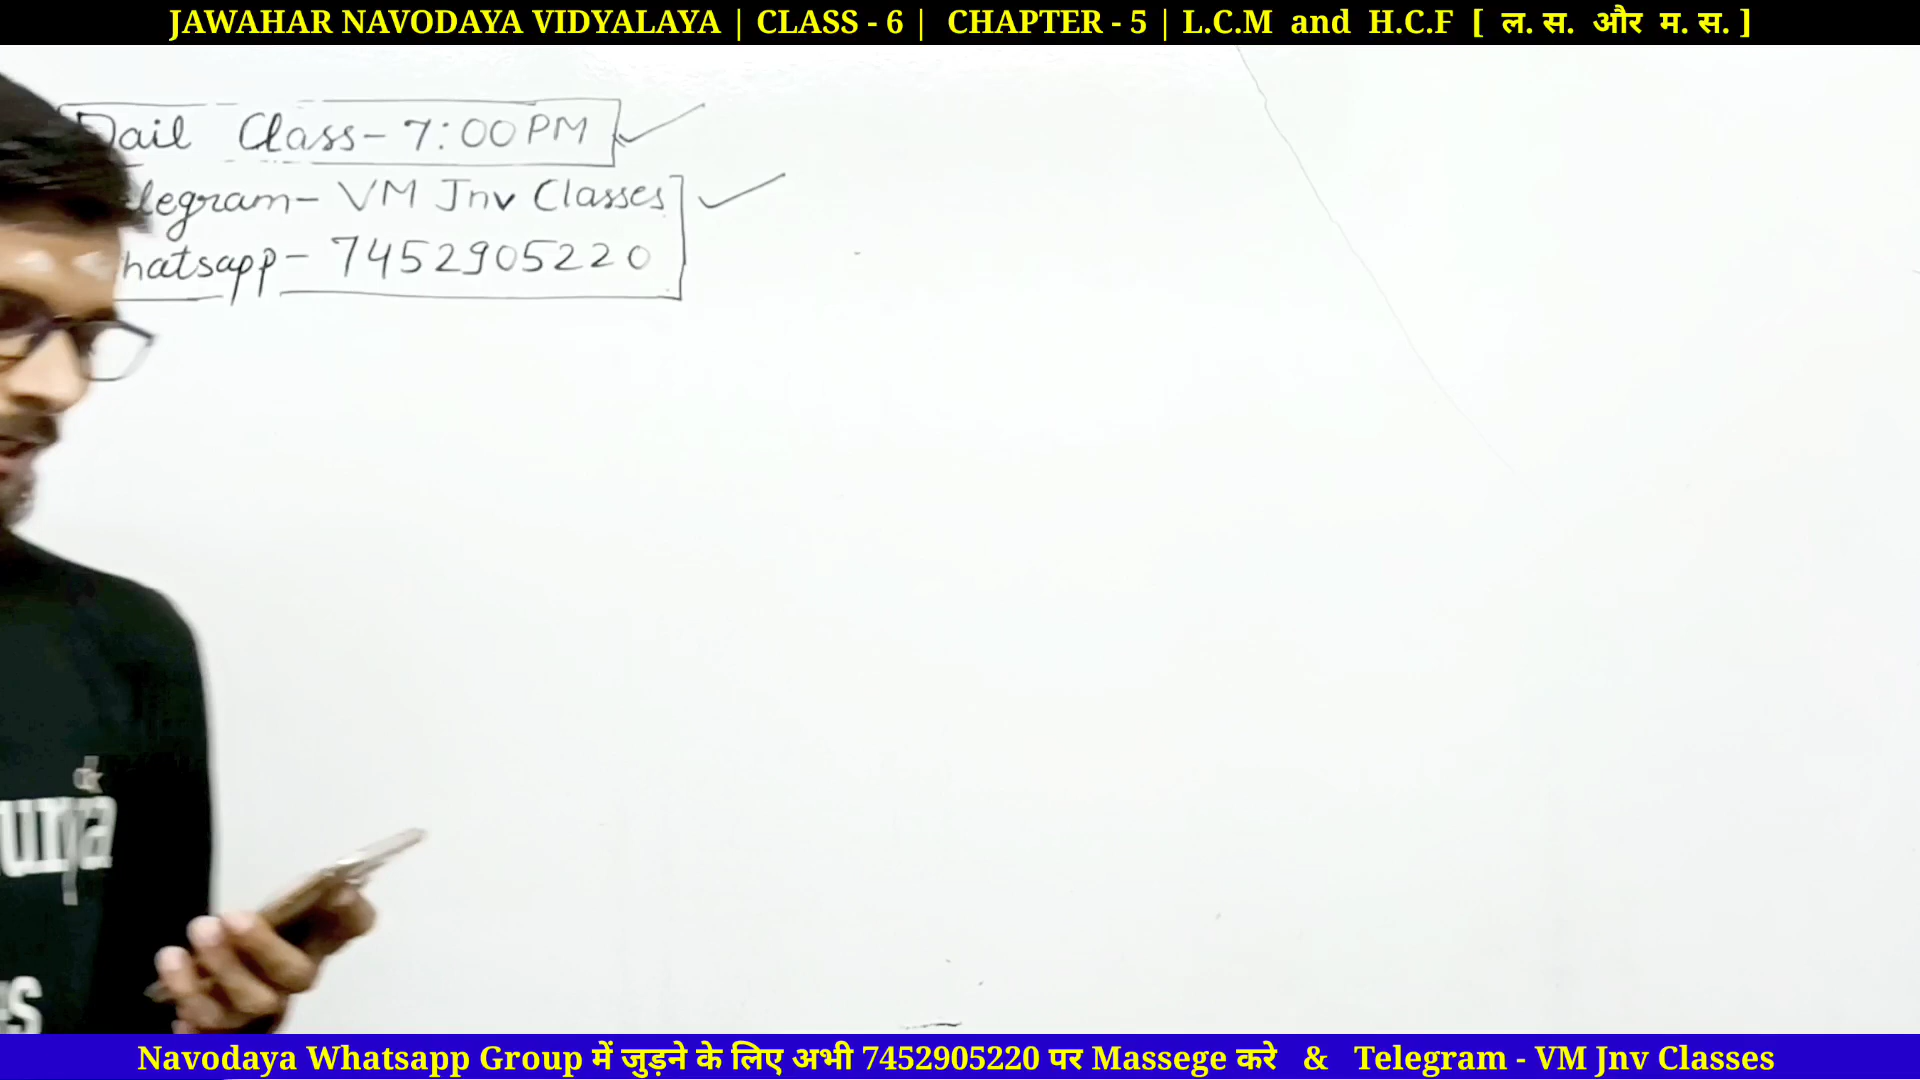 JAWAHAR NAVODAYA VIDYALAYA | CLASS - 6 | CHAPTER - 5 | L.C.M and H.C.F [ ल. स. और म. स. ]
Dail Class - 7:00 PM
legram - VM Jnv Classes
hatsapp - 7452905220
Navodaya Whatsapp Group में जुड़ने के लिए अभी 7452905220 पर Massege करे & Telegram - VM Jnv Classes